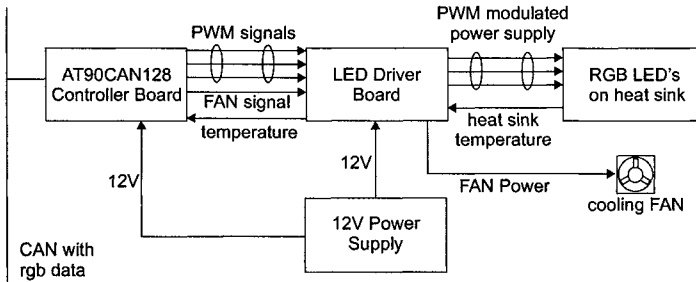 PWM signals
PWM modulated
power supply
AT90CAN128
Controller Board
LED Driver
Board
RGB LED's
on heat sink
FAN signal
temperature
heat sink
temperature
12V
12V
FAN Power
cooling FAN
12V Power
Supply
CAN with
rgb data